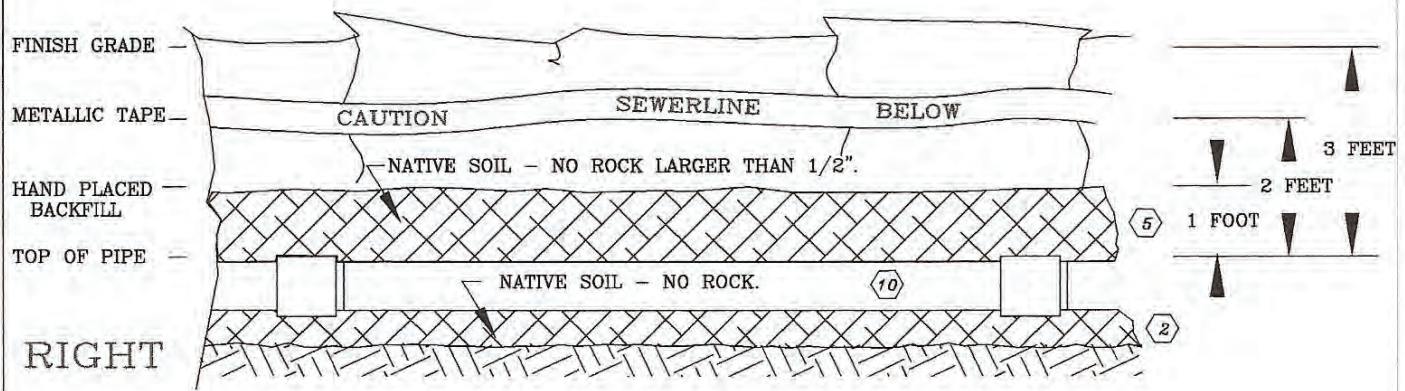 FINISH GRADE
METALLIC TAPE
CAUTION SEWERLINE BELOW
3 FEET
NATIVE SOIL - NO ROCK LARGER THAN 1/2".
HAND PLACED
BACKFILL
2 FEET
5
1 FOOT
TOP OF PIPE
NATIVE SOIL - NO ROCK.
10
2
RIGHT